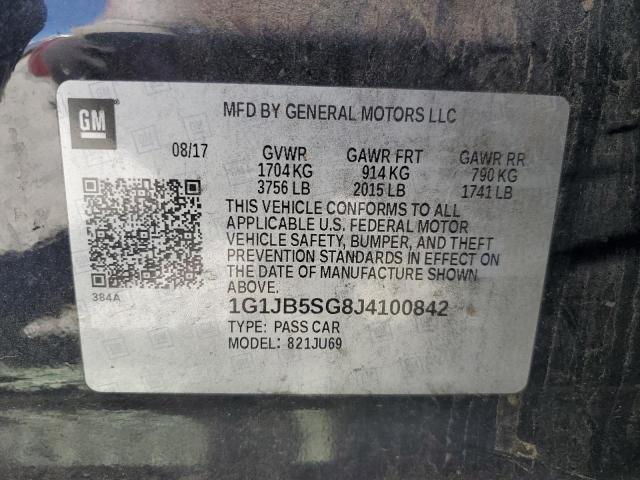 GM
MFD BY GENERAL MOTORS LLC
08/17 GVWR GAWR FRT GAWR RR
1704 KG 914 KG 790 KG
3756 LB 2015 LB 1741 LB
THIS VEHICLE CONFORMS TO ALL
APPLICABLE U.S. FEDERAL MOTOR
VEHICLE SAFETY, BUMPER, AND THEFT
PREVENTION STANDARDS IN EFFECT ON
THE DATE OF MANUFACTURE SHOWN
ABOVE.
384A
1G1JB5SG8J4100842
TYPE: PASS CAR
MODEL: 821JU69